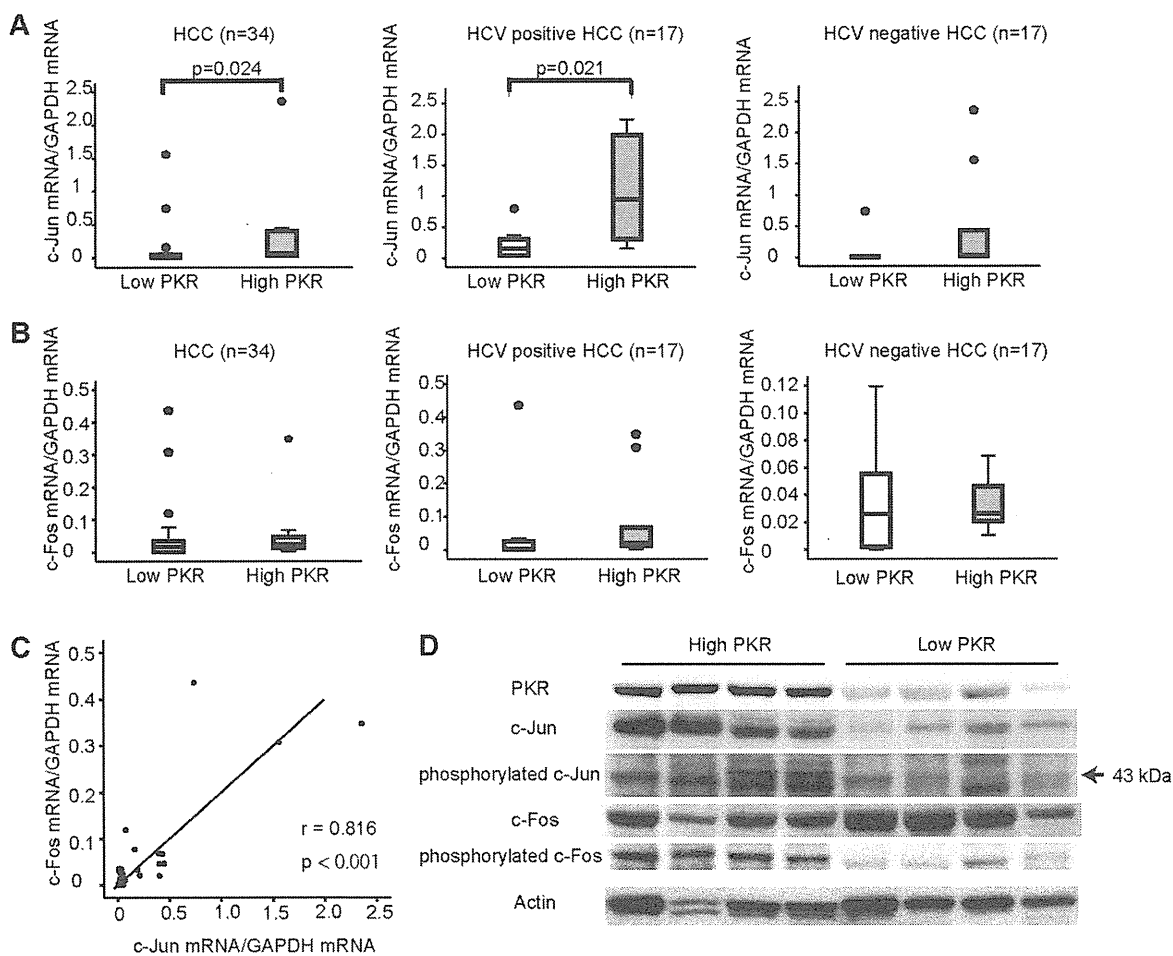 A
HCC (n=34)
HCV positive HCC (n=17)
HCV negative HCC (n=17)
c-Jun mRNA/GAPDH mRNA
2.5
2.0
1.5
1
0.5
0
p=0.024
Low PKR
High PKR
c-Jun mRNA/GAPDH mRNA
2.5
2.0
1.5
1
0.5
0
p=0.021
Low PKR
High PKR
c-Jun mRNA/GAPDH mRNA
2.5
2.0
1.5
1
0.5
0
Low PKR
High PKR
B
HCC (n=34)
HCV positive HCC (n=17)
HCV negative HCC (n=17)
c-Fos mRNA/GAPDH mRNA
0.5
0.4
0.3
0.2
0.1
0
Low PKR
High PKR
c-Fos mRNA/GAPDH mRNA
0.5
0.4
0.3
0.2
0.1
0
Low PKR
High PKR
c-Fos mRNA/GAPDH mRNA
0.12
0.10
0.08
0.06
0.04
0.02
0
Low PKR
High PKR
C
c-Fos mRNA/GAPDH mRNA
0.5
0.4
0.3
0.2
0.1
0
r = 0.816
p < 0.001
0 0.5 1.0 1.5 2.0 2.5
c-Jun mRNA/GAPDH mRNA
D
High PKR
Low PKR
PKR
c-Jun
phosphorylated c-Jun
43 kDa
c-Fos
phosphorylated c-Fos
Actin